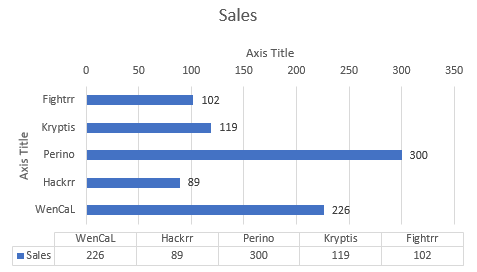 Sales
Axis Title
0 50 100 150 200 250 300 350
Axis Title
Fightrr 102
Kryptis 119
Perino 300
Hackrr 89
WenCaL 226
WenCaL Hackrr Perino Kryptis Fightrr
Sales 226 89 300 119 102